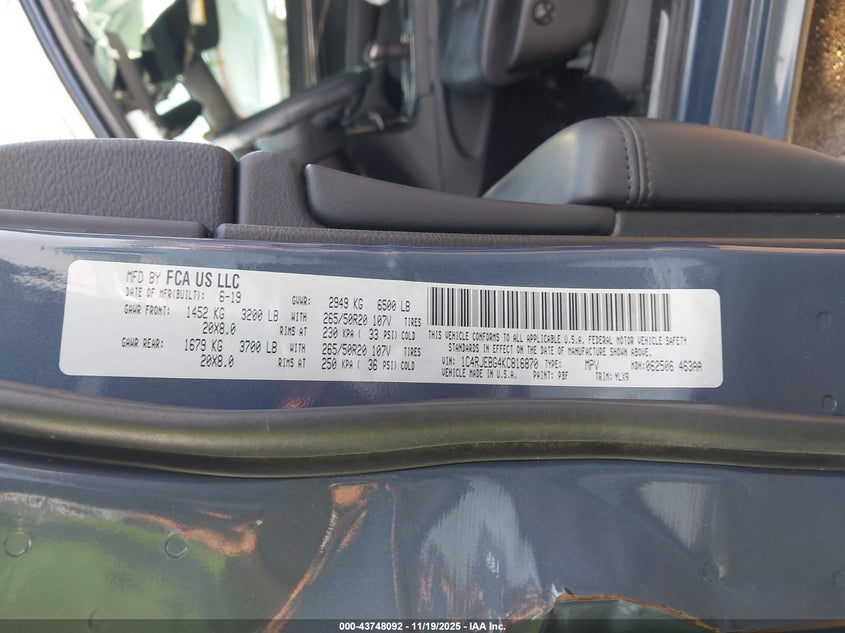 MFD BY FCA US LLC
DATE OF MFR(BUILT): 6-19 GVWR: 2949 KG 6500 LB
GAWR FRONT: 1452 KG 3200 LB WITH 265/50R20 107V TIRES
20X8.0 RIMS AT 230 KPA ( 33 PSI) COLD
GAWR REAR: 1679 KG 3700 LB WITH 265/50R20 107V TIRES
20X8.0 RIMS AT 250 KPA ( 36 PSI) COLD
THIS VEHICLE CONFORMS TO ALL APPLICABLE U.S.A. FEDERAL MOTOR VEHICLE SAFETY
STANDARDS IN EFFECT ON THE DATE OF MANUFACTURE SHOWN ABOVE.
VIN: 1C4RJEBG4KC816870 TYPE: MPV MDH: 062506 463AA
VEHICLE MADE IN U.S.A. PAINT: PBF TRIM: YLX9
000-43748092 - 11/19/2025 - IAAI.COM